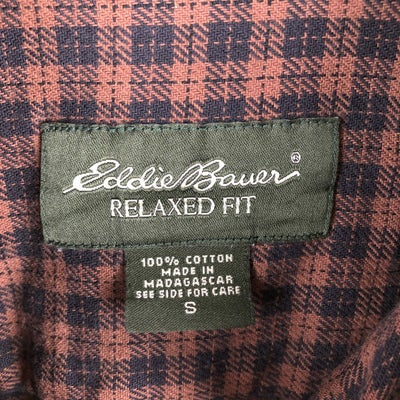 Eddie Bauer®
RELAXED FIT
100% COTTON
MADE IN
MADAGASCAR
SEE SIDE FOR CARE
S